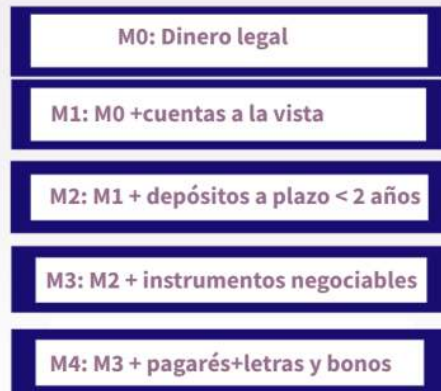 M0: Dinero legal
M1: M0 +cuentas a la vista
M2: M1 + depósitos a plazo < 2 años
M3: M2 + instrumentos negociables
M4: M3 + pagarés+letras y bonos